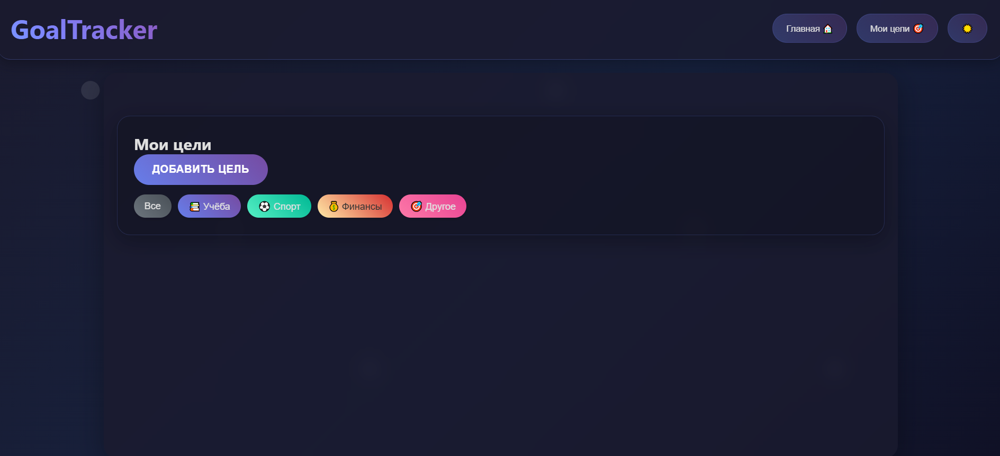 GoalTracker
Главная 🏠 Мои цели 🎯
Мои цели
ДОБАВИТЬ ЦЕЛЬ
Все 📚 Учёба ⚽ Спорт 💰 Финансы 🎯 Другое